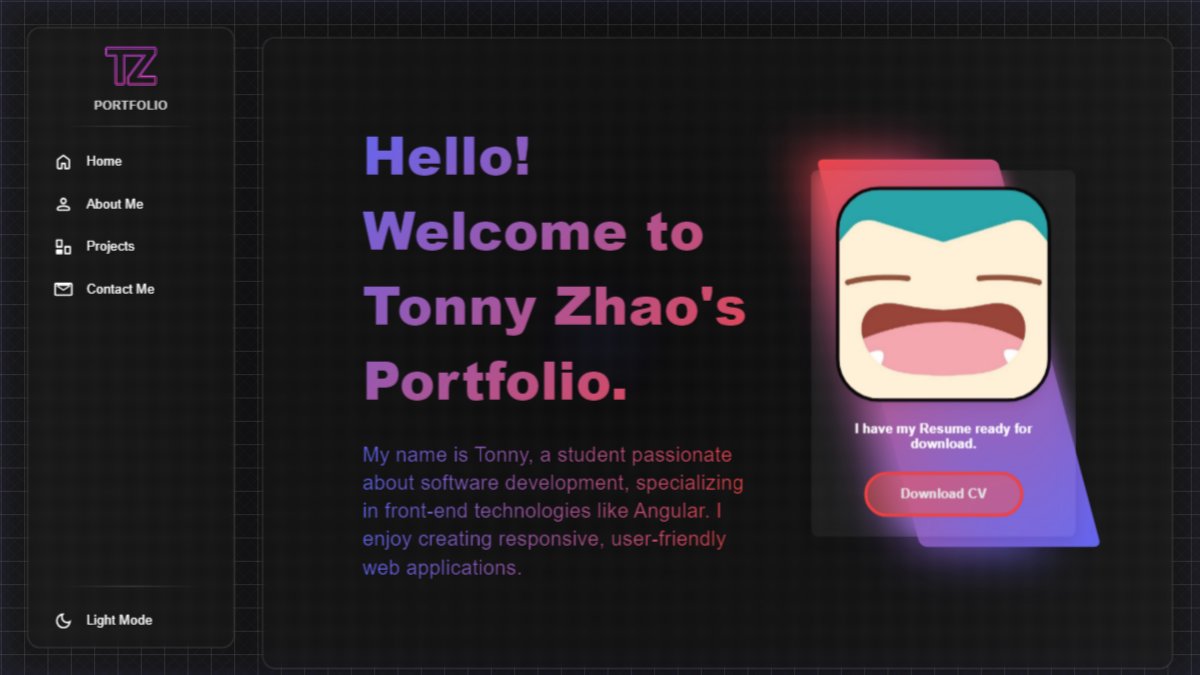 TZ
PORTFOLIO
Home
About Me
Projects
Contact Me
Light Mode
Hello!
Welcome to
Tonny Zhao's
Portfolio.
My name is Tonny, a student passionate
about software development, specializing
in front-end technologies like Angular. I
enjoy creating responsive, user-friendly
web applications.
I have my Resume ready for
download.
Download CV